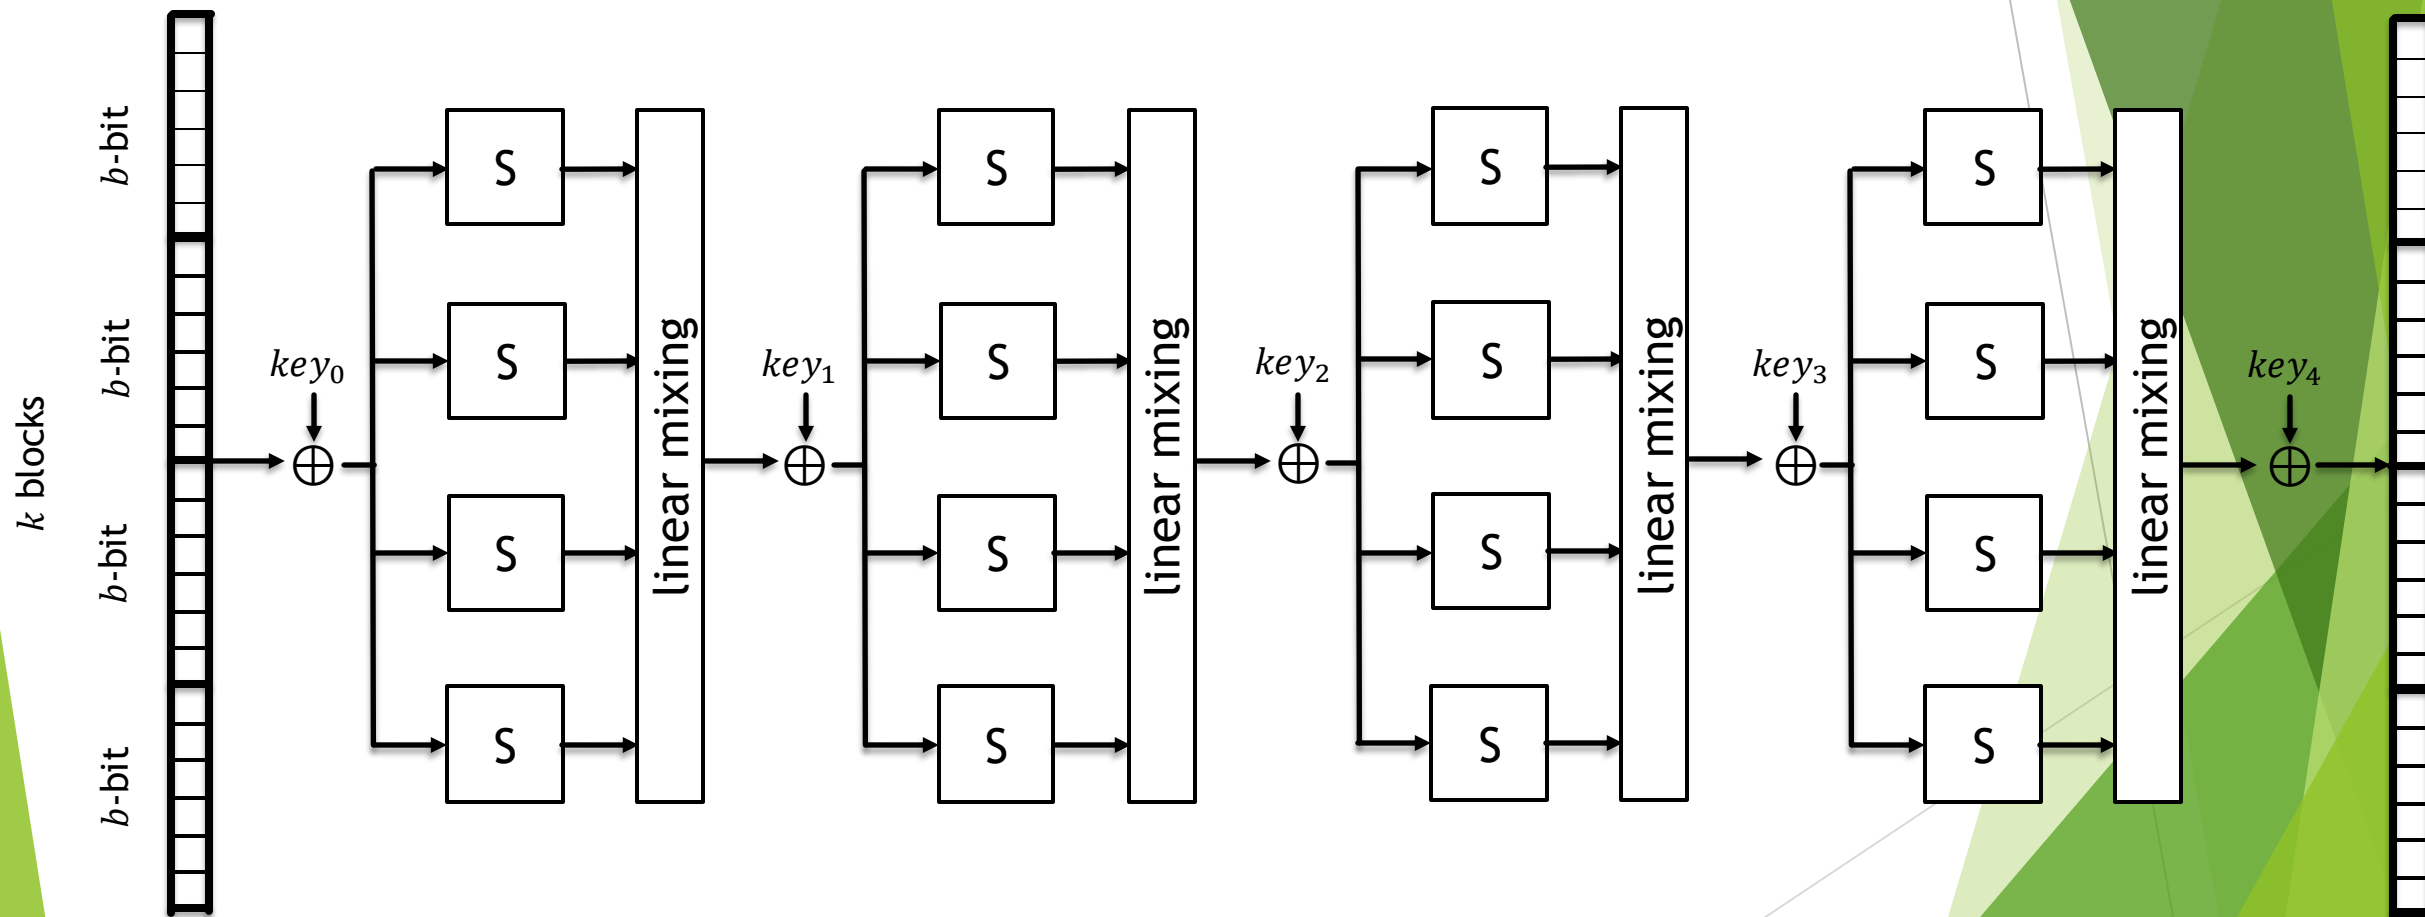 k blocks
b-bit
b-bit
b-bit
b-bit
key₀
S
S
S
S
linear mixing
key₁
S
S
S
S
linear mixing
key₂
S
S
S
S
linear mixing
key₃
S
S
S
S
linear mixing
key₄